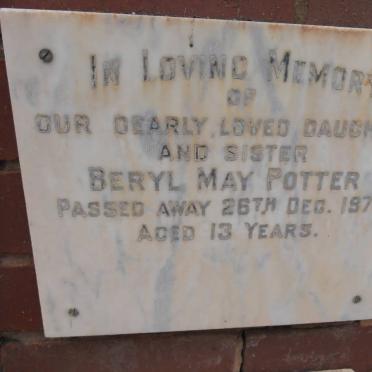 IN LOVING MEMORY
OF
OUR DEARLY LOVED DAUGH
AND SISTER
BERYL MAY POTTER
PASSED AWAY 26TH DEC. 197
AGED 13 YEARS.